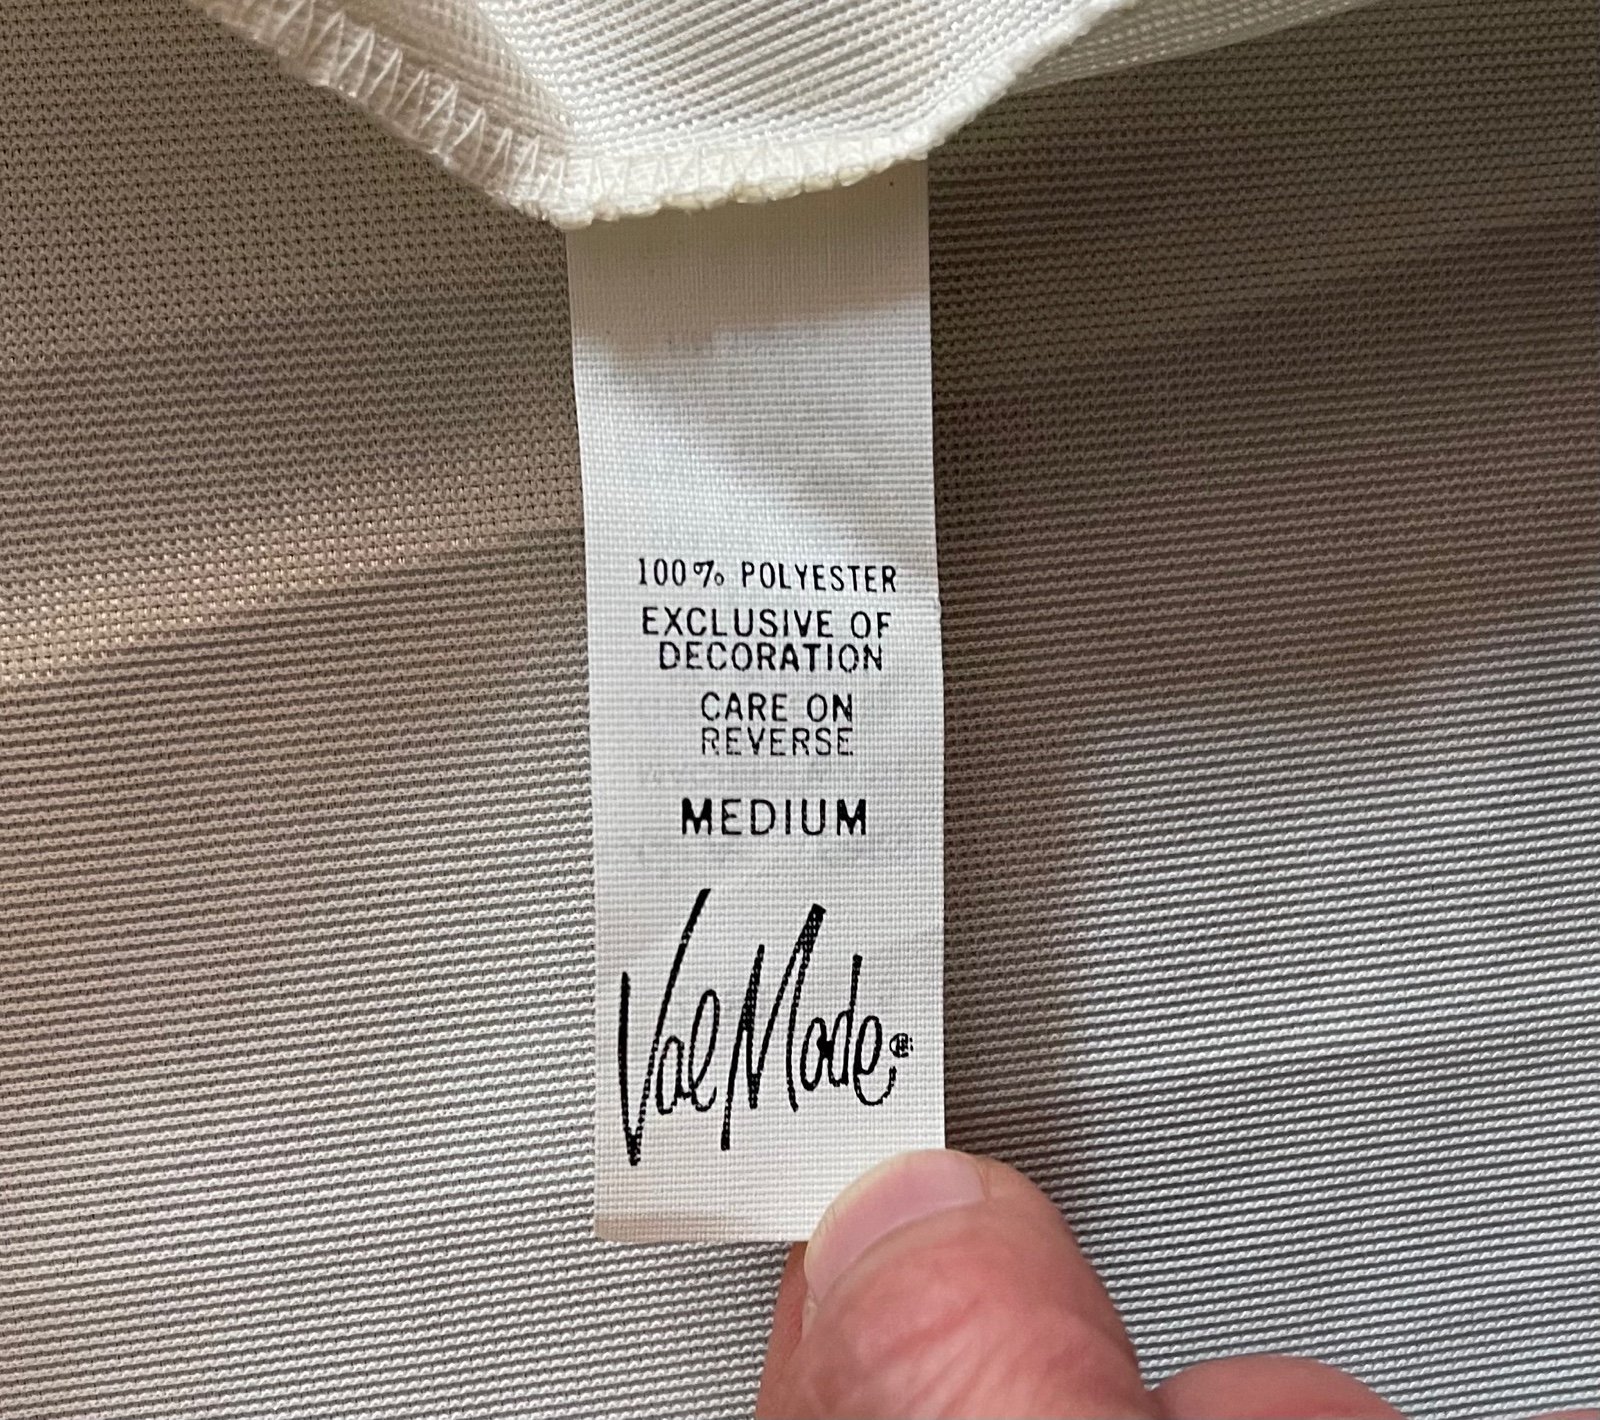 100% POLYESTER
EXCLUSIVE OF
DECORATION
CARE ON
REVERSE
MEDIUM
Val Mode®